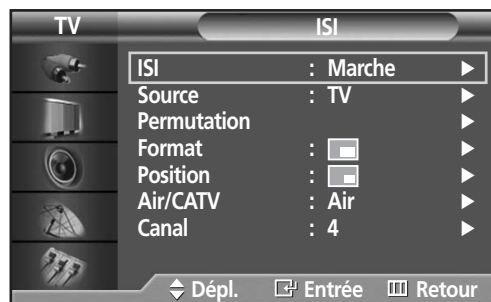 TV ISI
ISI : Marche
Source : TV
Permutation
Format :
Position :
Air/CATV : Air
Canal : 4
Dépl. Entrée Retour